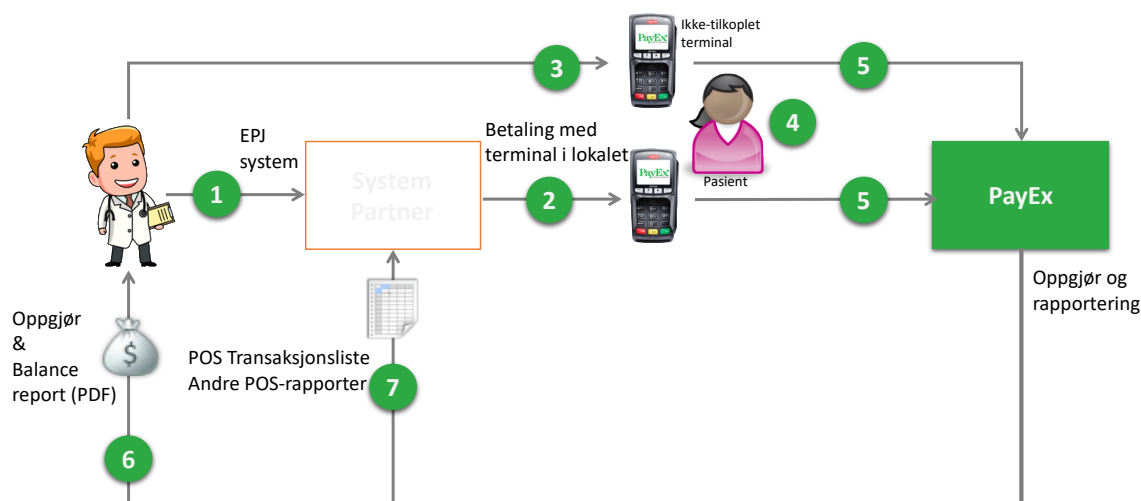 Ikke-tilkoplet
terminal
PayEx
3
5
4
EPJ
system
Betaling med
terminal i lokalet
System
Partner
1
2
PayEx
Pasient
5
PayEx
Oppgjør og
rapportering
Oppgjør
&
Balance
report (PDF)
$
POS Transaksjonsliste
Andre POS-rapporter
7
6